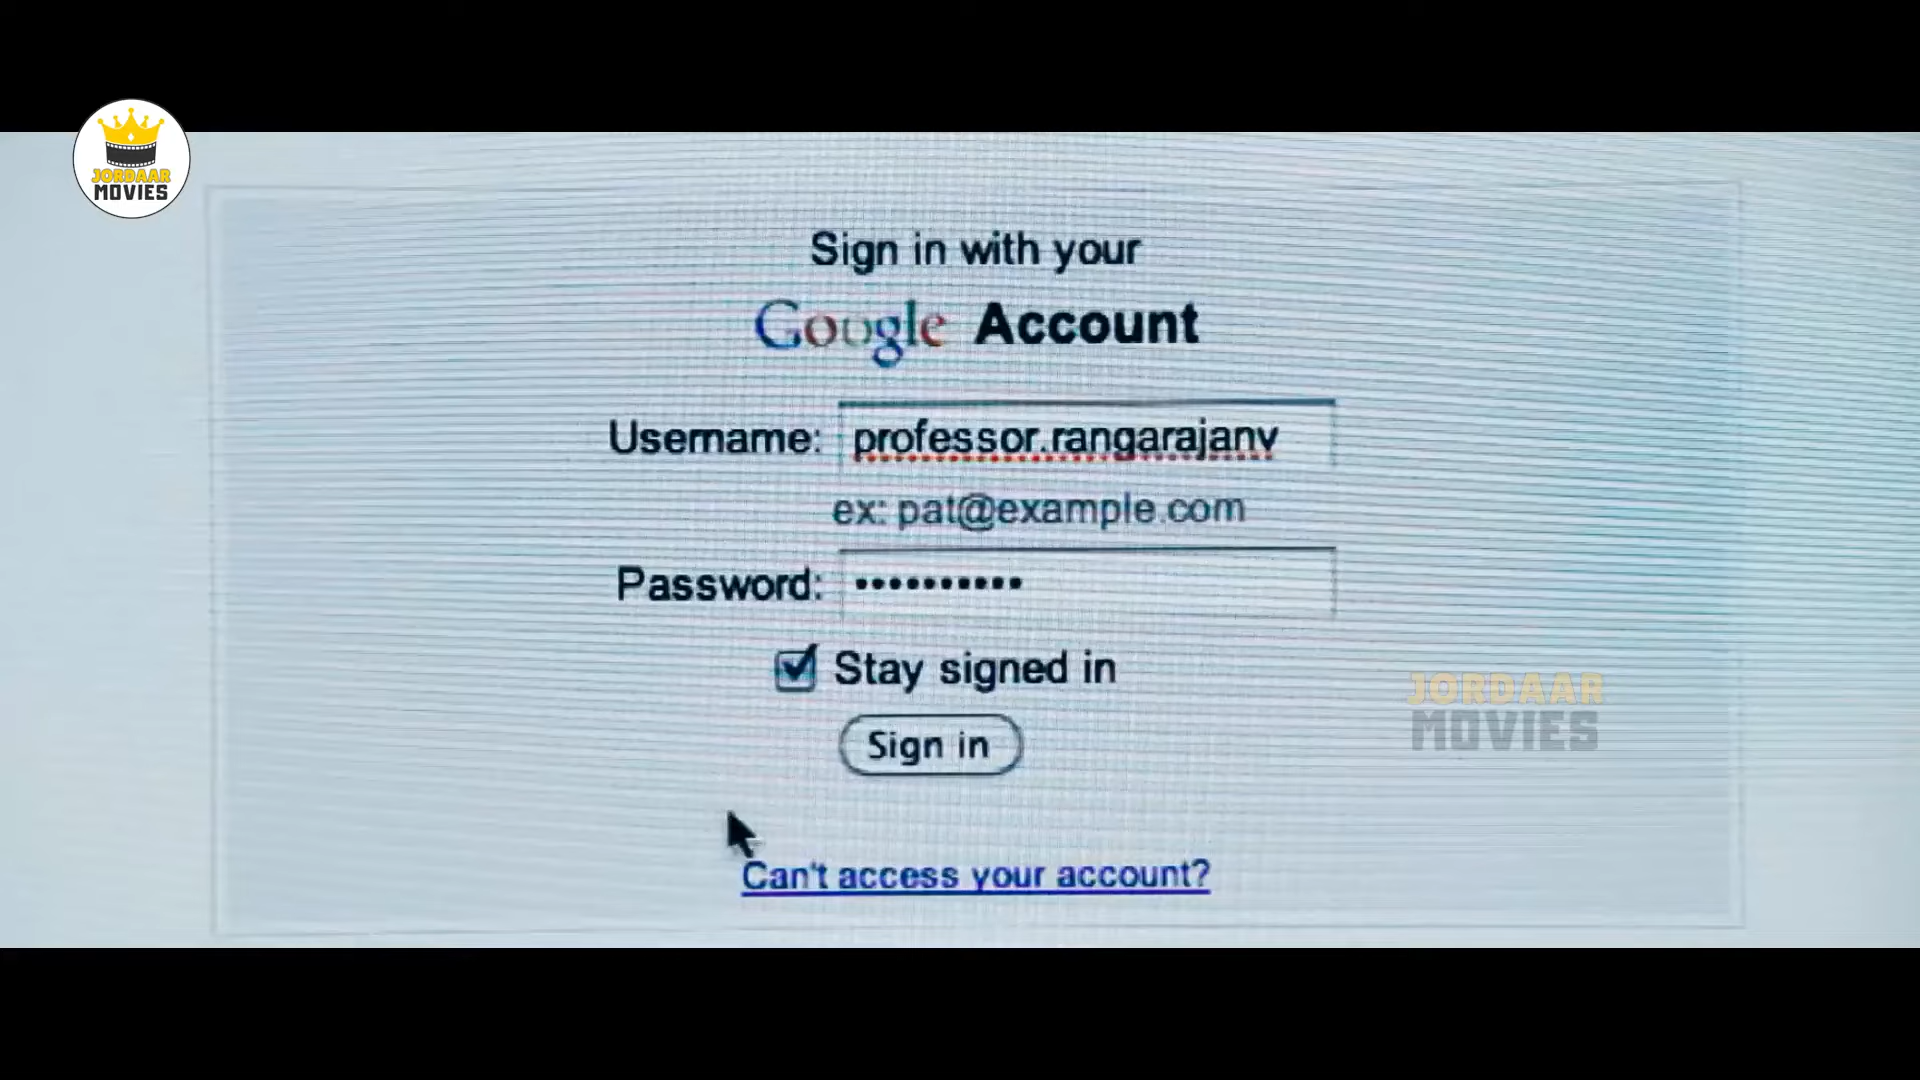 JORDAAR
MOVIES
Sign in with your
Google Account
Username: professor.rangarajanv
ex: pat@example.com
Password: ••••••••••
Stay signed in
JORDAAR
MOVIES
Sign in
Can't access your account?